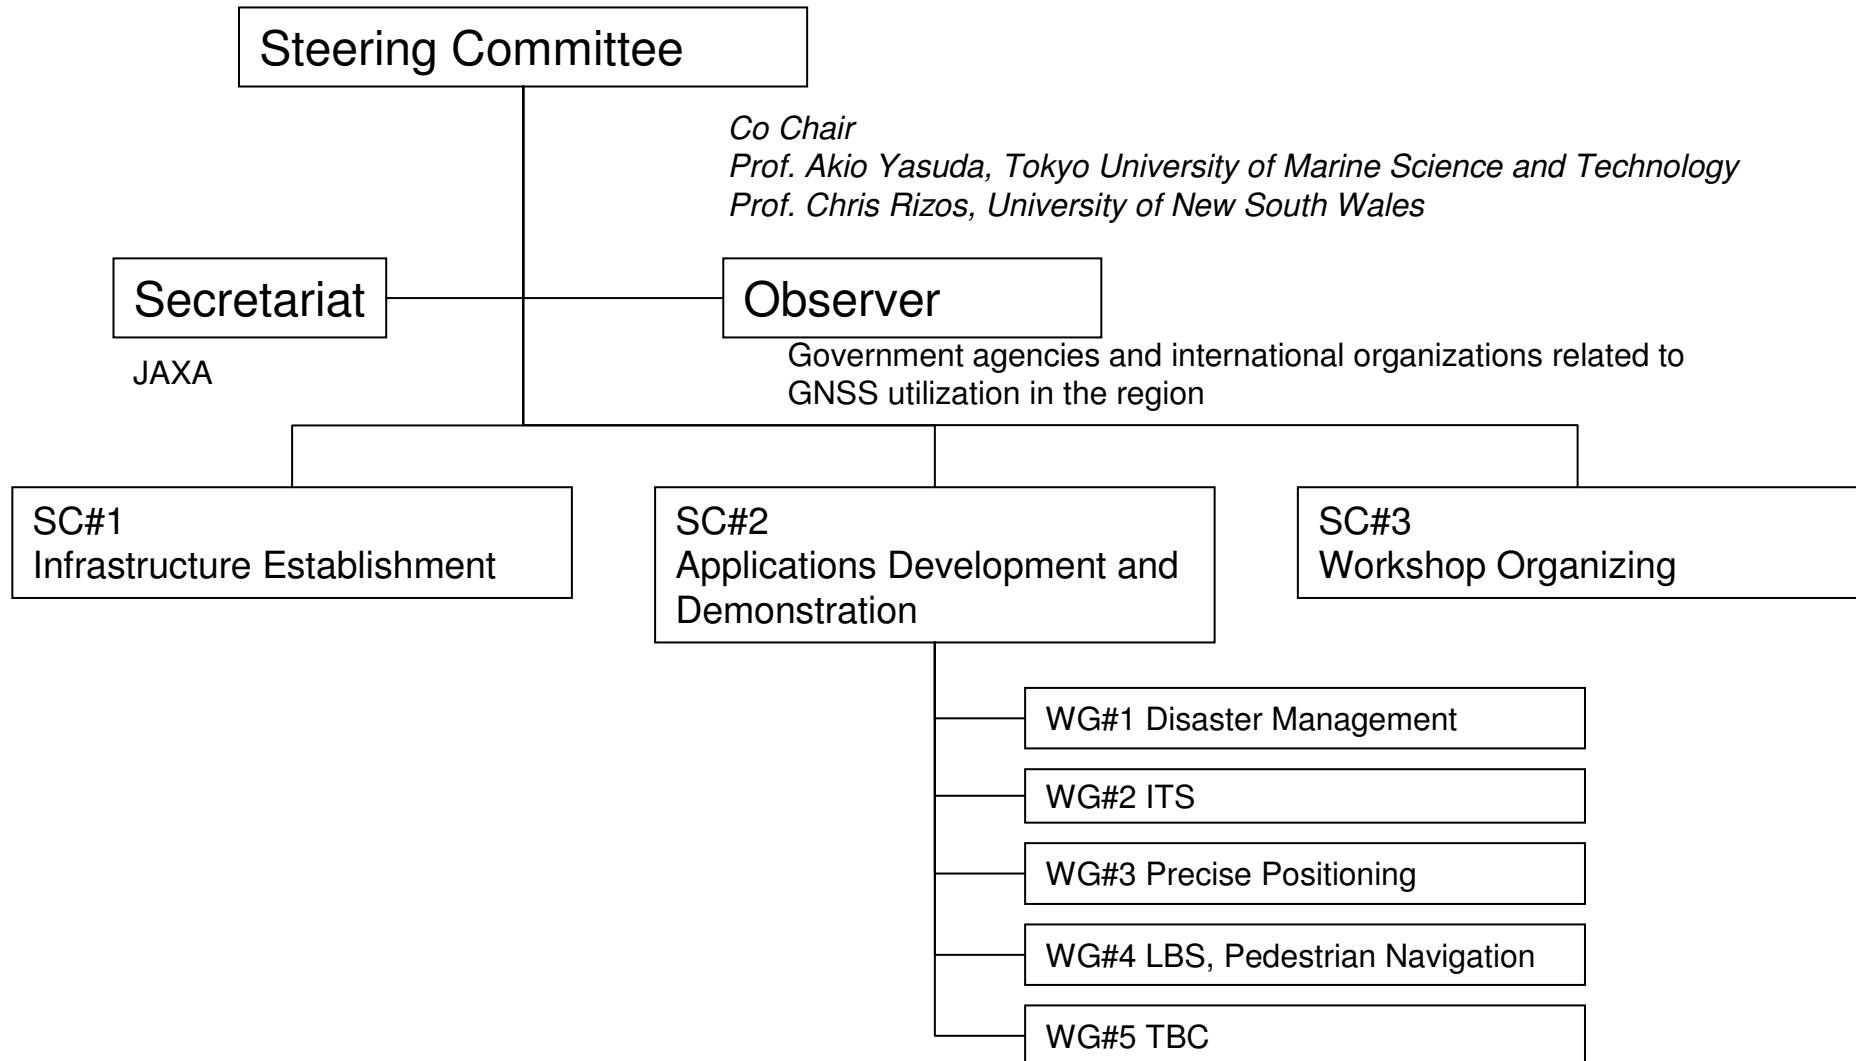 Steering Committee
Co Chair
Prof. Akio Yasuda, Tokyo University of Marine Science and Technology
Prof. Chris Rizos, University of New South Wales
Secretariat
Observer
JAXA
Government agencies and international organizations related to
GNSS utilization in the region
SC#1
Infrastructure Establishment
SC#2
Applications Development and
Demonstration
SC#3
Workshop Organizing
WG#1 Disaster Management
WG#2 ITS
WG#3 Precise Positioning
WG#4 LBS, Pedestrian Navigation
WG#5 TBC